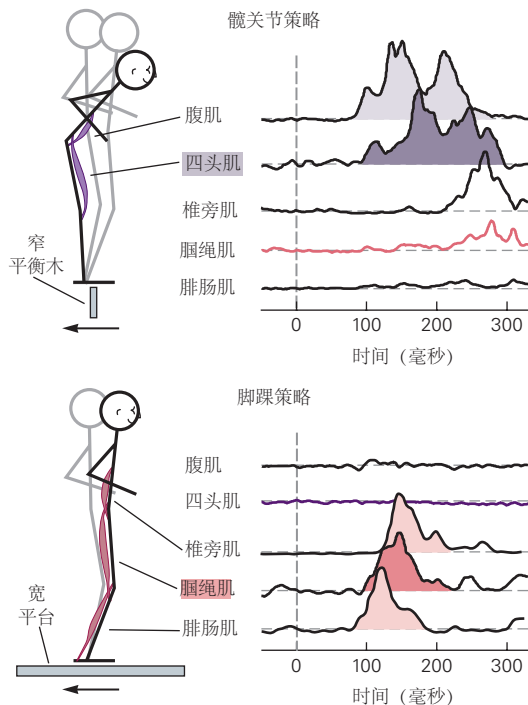 髋关节策略
腹肌
四头肌
椎旁肌
腘绳肌
腓肠肌
窄
平衡木
0
100
200
300
时间（毫秒）
脚踝策略
腹肌
四头肌
椎旁肌
腘绳肌
腓肠肌
宽
平台
0
100
200
300
时间（毫秒）